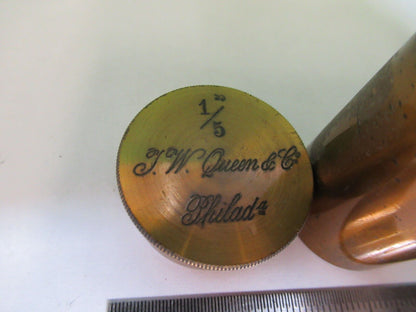 1/5
J. W. Queen & Co
Philada